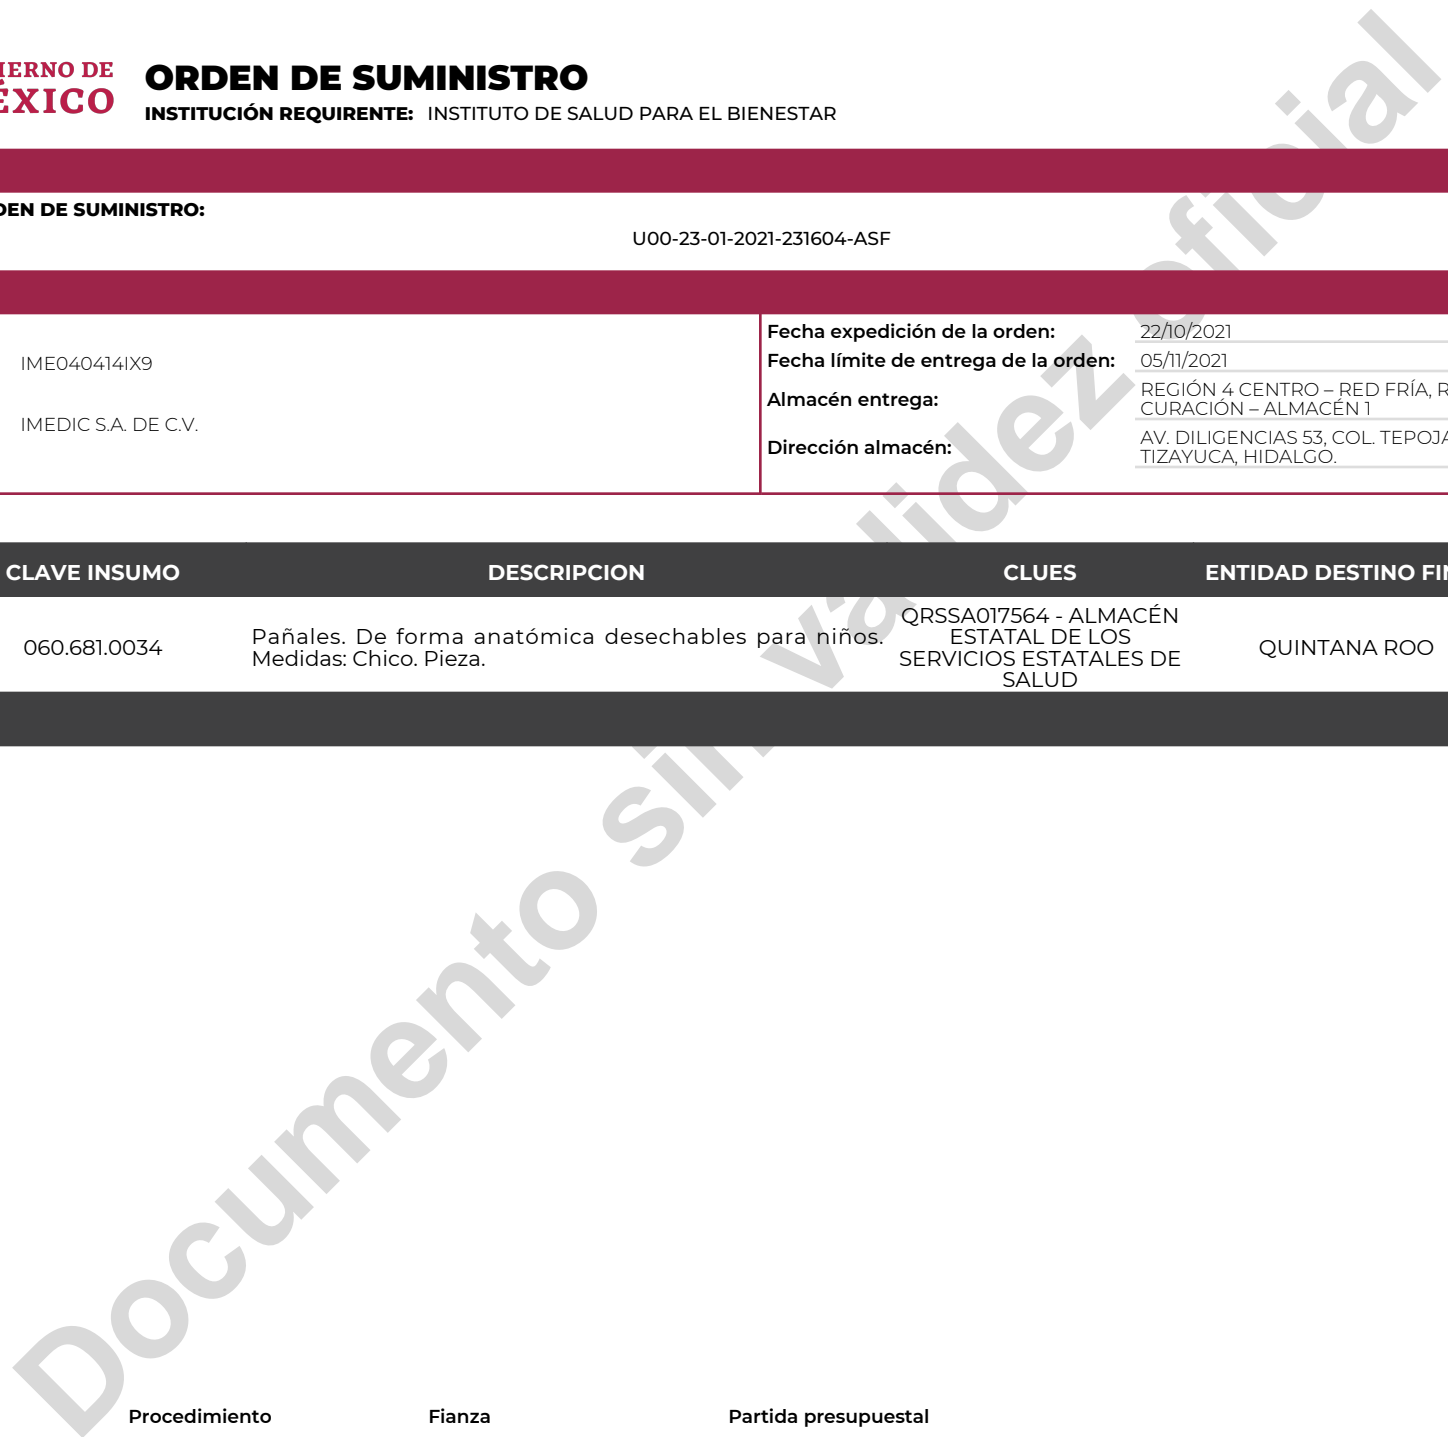 IERNO DE
ÉXICO
ORDEN DE SUMINISTRO
INSTITUCIÓN REQUIRENTE: INSTITUTO DE SALUD PARA EL BIENESTAR
DEN DE SUMINISTRO:
U00-23-01-2021-231604-ASF
IME040414IX9
IMEDIC S.A. DE C.V.
Fecha expedición de la orden: 22/10/2021
Fecha límite de entrega de la orden: 05/11/2021
Almacén entrega: REGIÓN 4 CENTRO – RED FRÍA, R
CURACIÓN – ALMACÉN 1
Dirección almacén: AV. DILIGENCIAS 53, COL. TEPOJA
TIZAYUCA, HIDALGO.
CLAVE INSUMO DESCRIPCION CLUES ENTIDAD DESTINO FIN
060.681.0034
Pañales. De forma anatómica desechables para niños.
Medidas: Chico. Pieza.
QRSSA017564 - ALMACÉN
ESTATAL DE LOS
SERVICIOS ESTATALES DE
SALUD
QUINTANA ROO
Documento sin validez oficial
Procedimiento Fianza Partida presupuestal